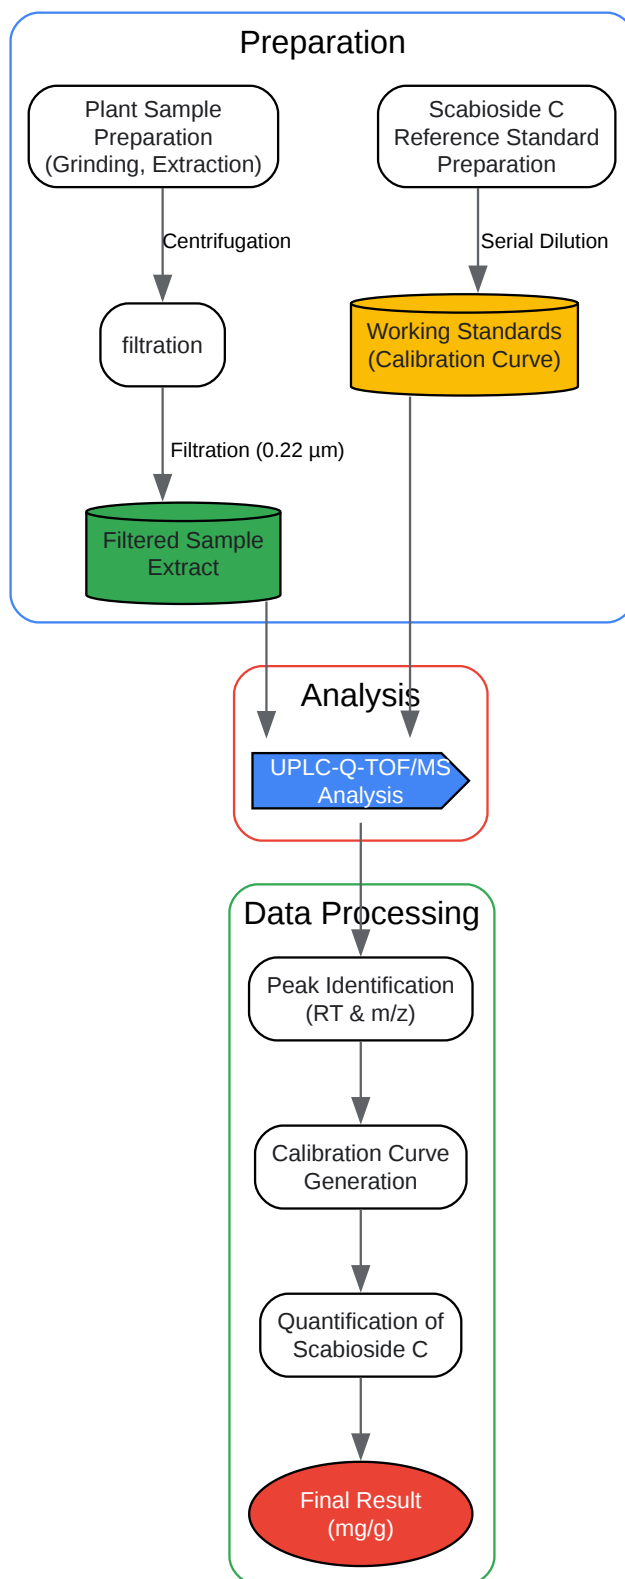 Preparation
Plant Sample
Preparation
(Grinding, Extraction)
Scabioside C
Reference Standard
Preparation
Centrifugation
Serial Dilution
filtration
Working Standards
(Calibration Curve)
Filtration (0.22 µm)
Filtered Sample
Extract
Analysis
UPLC-Q-TOF/MS
Analysis
Data Processing
Peak Identification
(RT & m/z)
Calibration Curve
Generation
Quantification of
Scabioside C
Final Result
(mg/g)